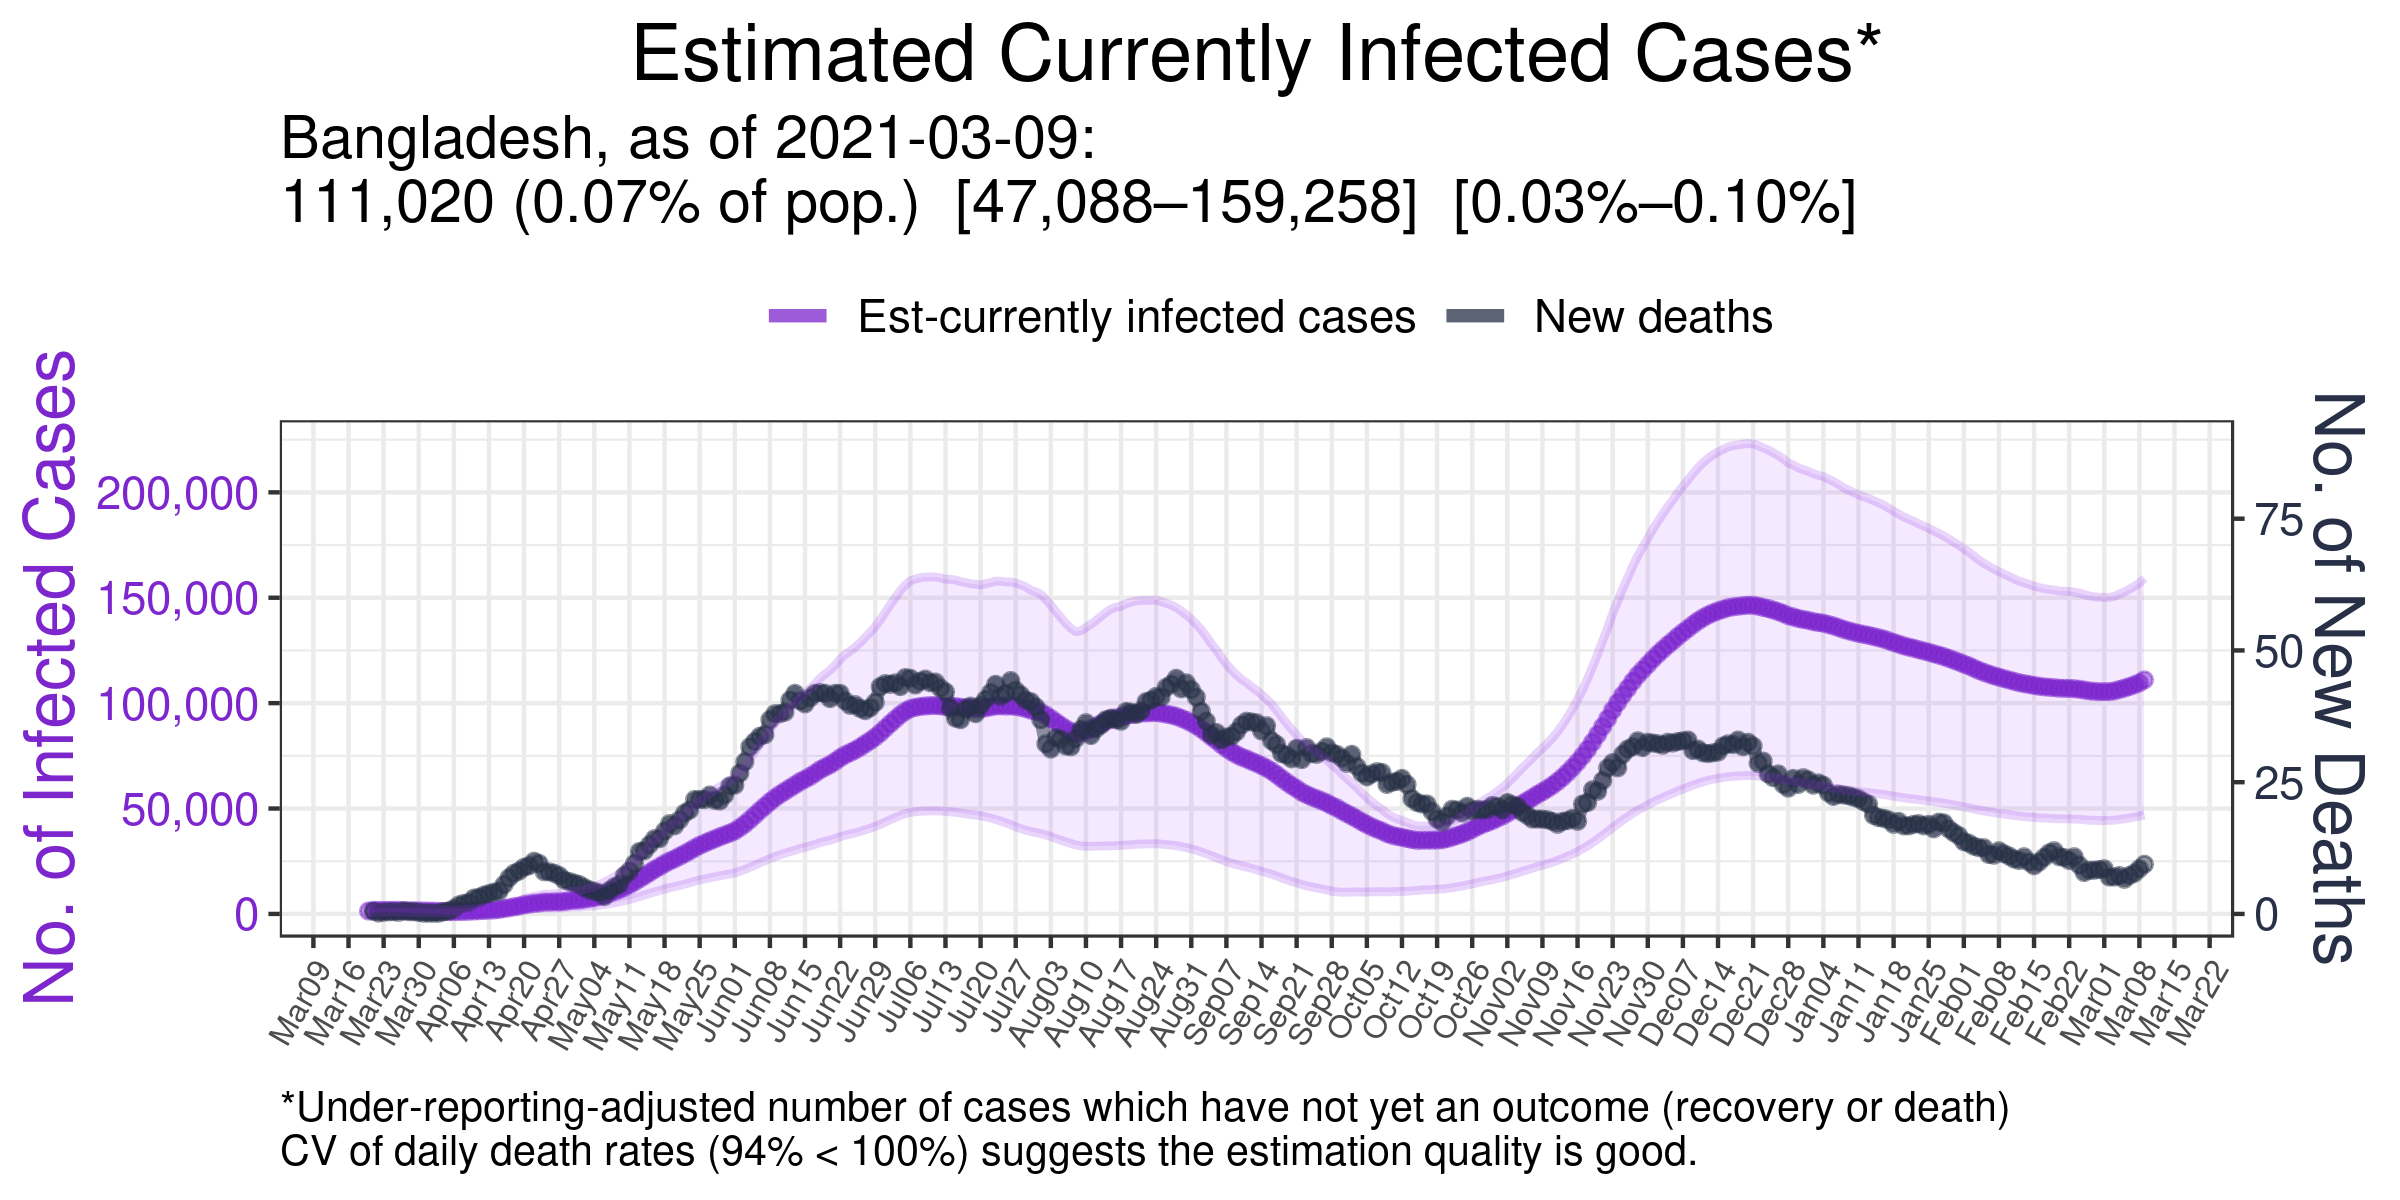 Estimated Currently Infected Cases*
Bangladesh, as of 2021-03-09:
111,020 (0.07% of pop.) [47,088–159,258] [0.03%–0.10%]
Est-currently infected cases
New deaths
No. of Infected Cases
200,000
150,000
100,000
50,000
0
No. of New Deaths
75
50
25
0
Mar09
Mar16
Mar23
Mar30
Apr06
Apr13
Apr20
Apr27
May04
May11
May18
May25
Jun01
Jun08
Jun15
Jun22
Jun29
Jul06
Jul13
Jul20
Jul27
Aug03
Aug10
Aug17
Aug24
Aug31
Sep07
Sep14
Sep21
Sep28
Oct05
Oct12
Oct19
Oct26
Nov02
Nov09
Nov16
Nov23
Nov30
Dec07
Dec14
Dec21
Dec28
Jan04
Jan11
Jan18
Jan25
Feb01
Feb08
Feb15
Feb22
Mar01
Mar08
Mar15
Mar22
*Under-reporting-adjusted number of cases which have not yet an outcome (recovery or death)
CV of daily death rates (94% < 100%) suggests the estimation quality is good.